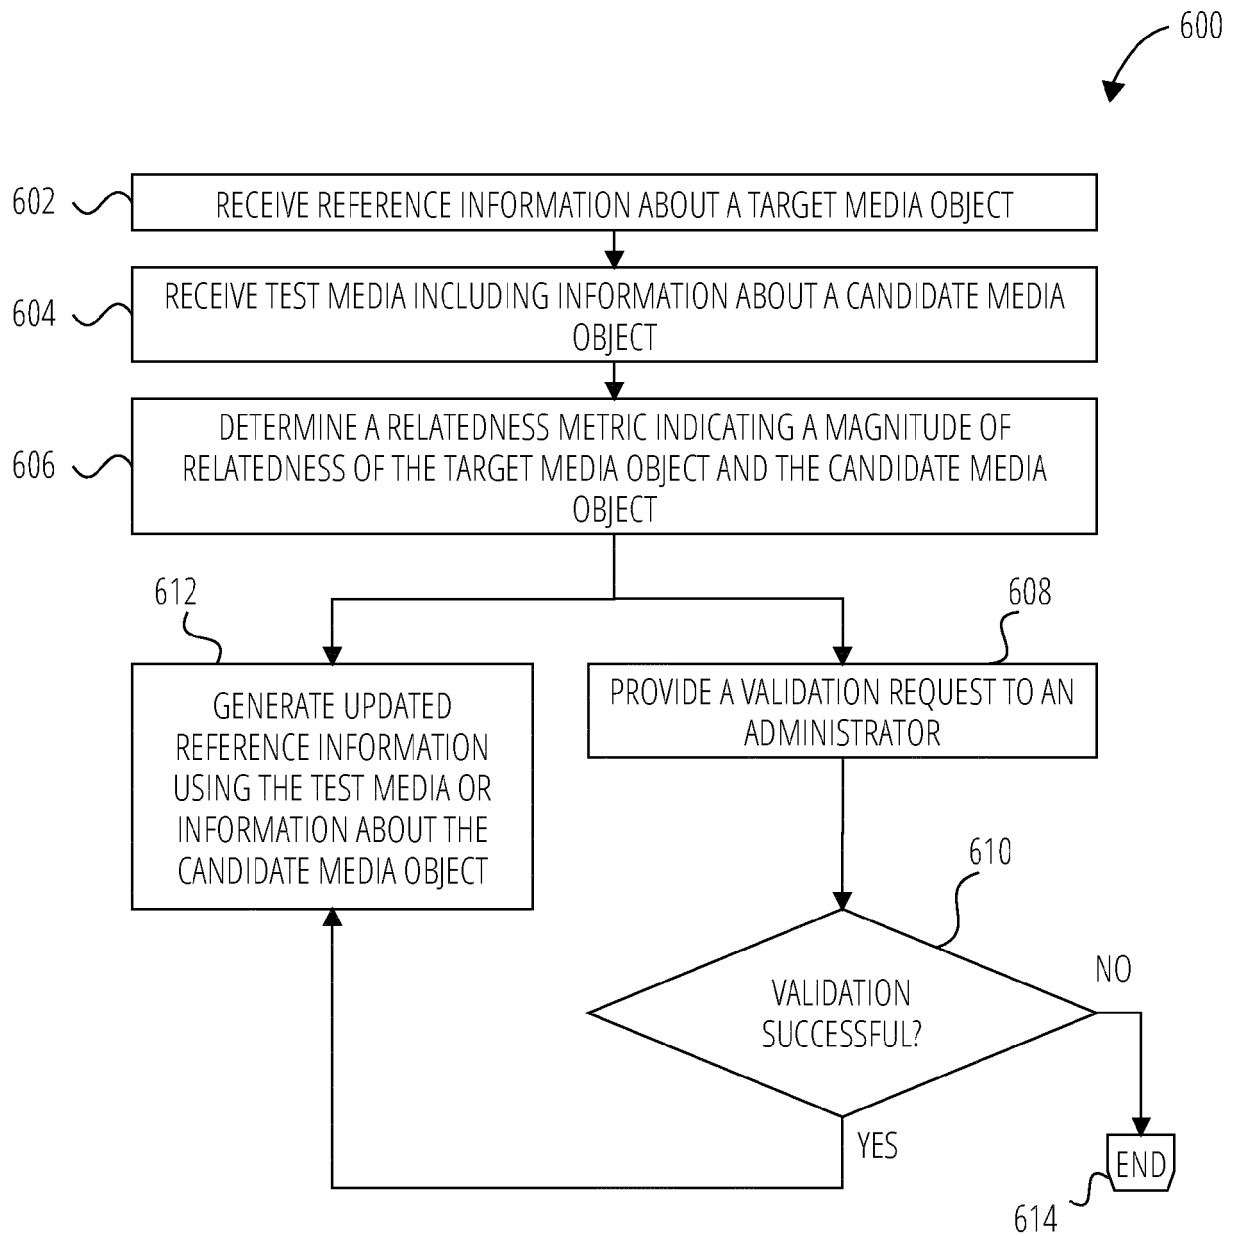 600
602
RECEIVE REFERENCE INFORMATION ABOUT A TARGET MEDIA OBJECT
604
RECEIVE TEST MEDIA INCLUDING INFORMATION ABOUT A CANDIDATE MEDIA
OBJECT
606
DETERMINE A RELATEDNESS METRIC INDICATING A MAGNITUDE OF
RELATEDNESS OF THE TARGET MEDIA OBJECT AND THE CANDIDATE MEDIA
OBJECT
612
GENERATE UPDATED
REFERENCE INFORMATION
USING THE TEST MEDIA OR
INFORMATION ABOUT THE
CANDIDATE MEDIA OBJECT
608
PROVIDE A VALIDATION REQUEST TO AN
ADMINISTRATOR
610
VALIDATION
SUCCESSFUL?
NO
YES
END
614